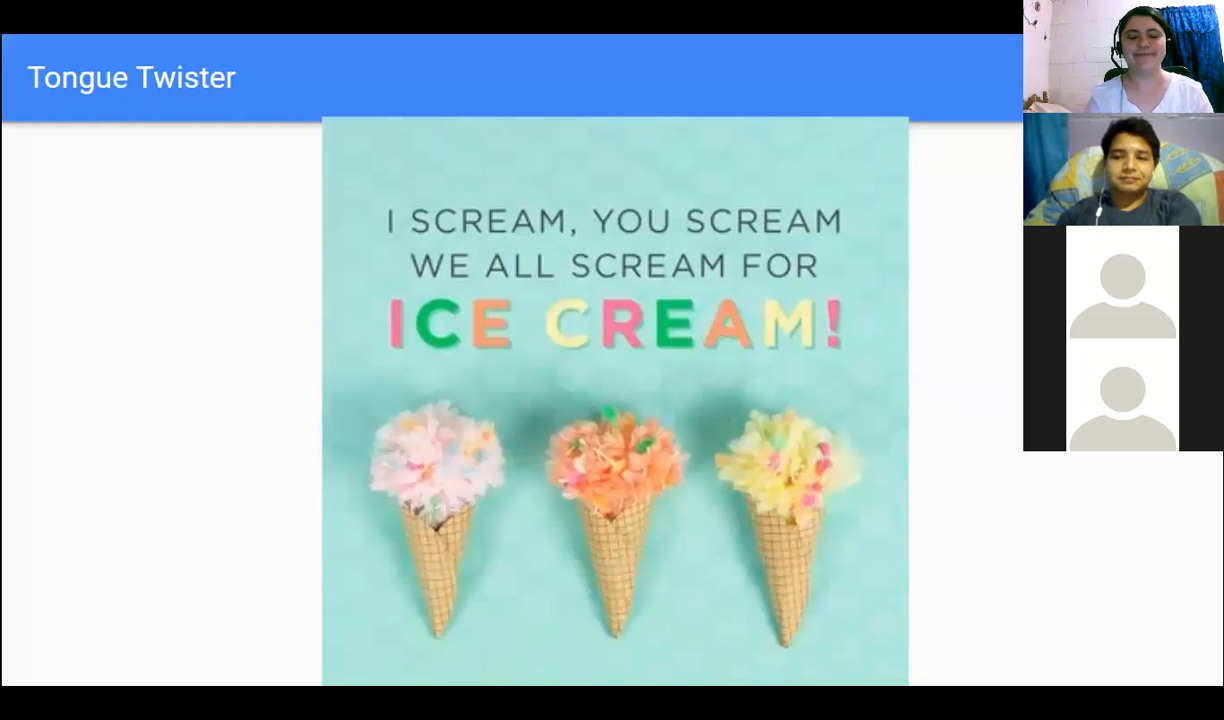 Tongue Twister
I SCREAM, YOU SCREAM
WE ALL SCREAM FOR
ICE CREAM!